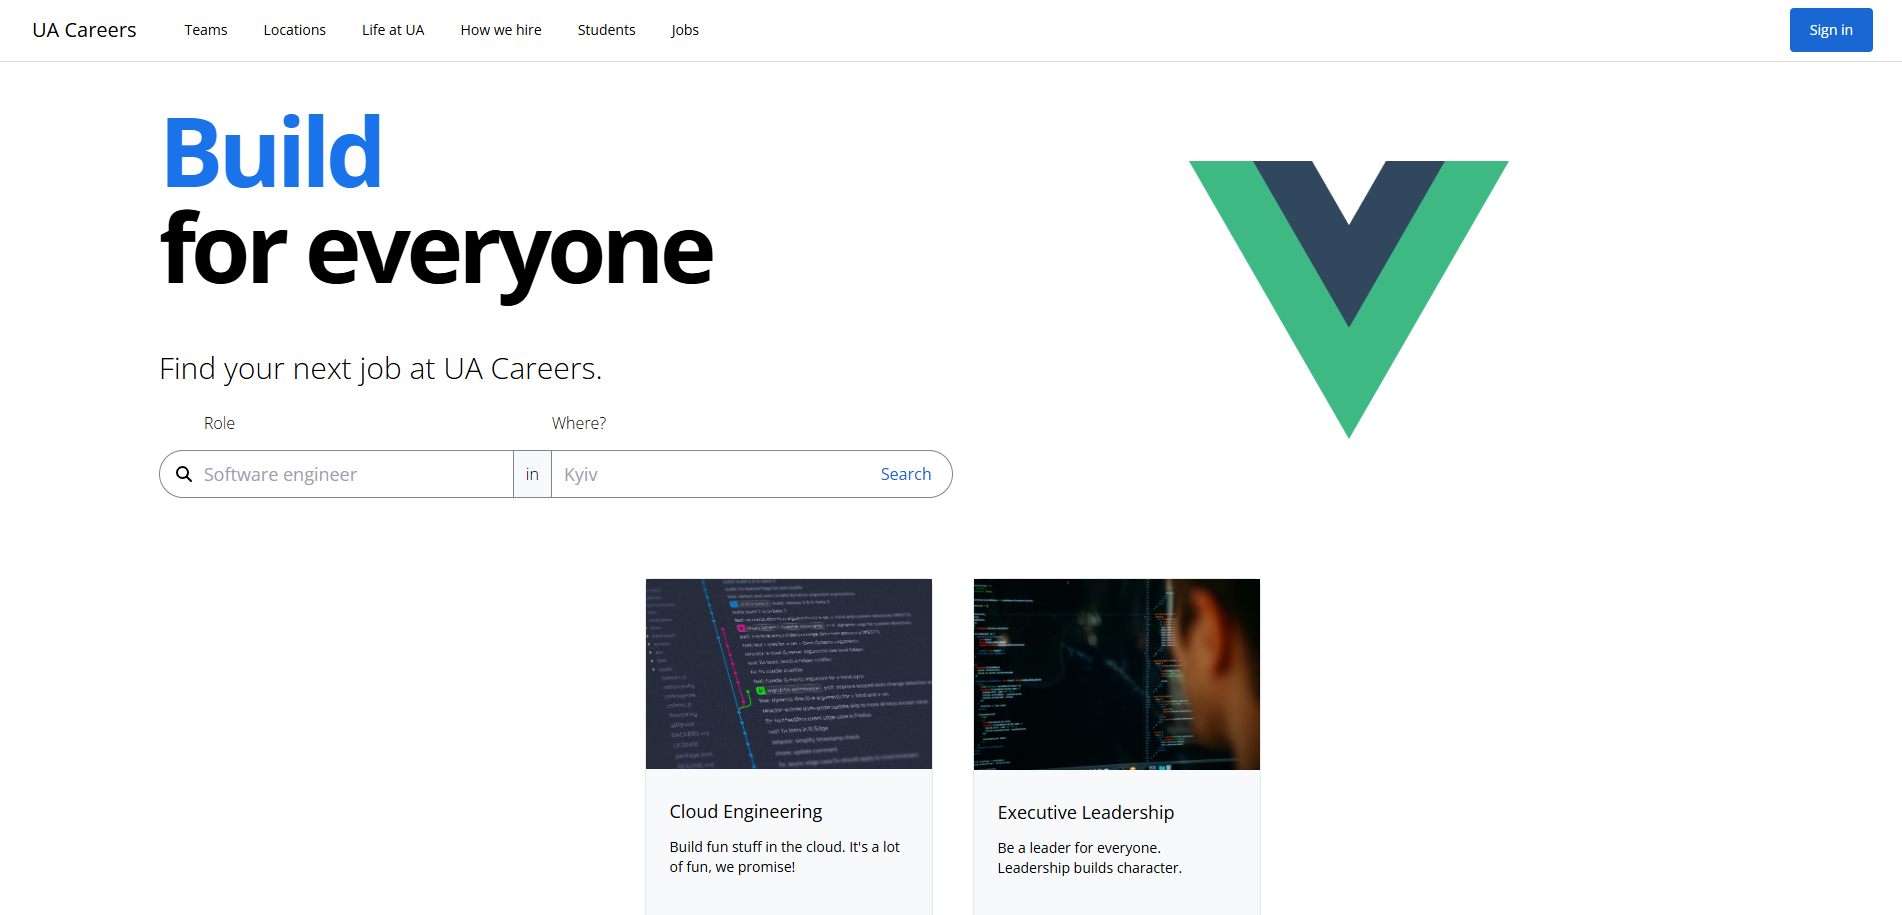 UA Careers
Teams
Locations
Life at UA
How we hire
Students
Jobs
Sign in
Build
for everyone
Find your next job at UA Careers.
Role
Where?
Software engineer
in
Kyiv
Search
Cloud Engineering
Build fun stuff in the cloud. It's a lot
of fun, we promise!
Executive Leadership
Be a leader for everyone.
Leadership builds character.